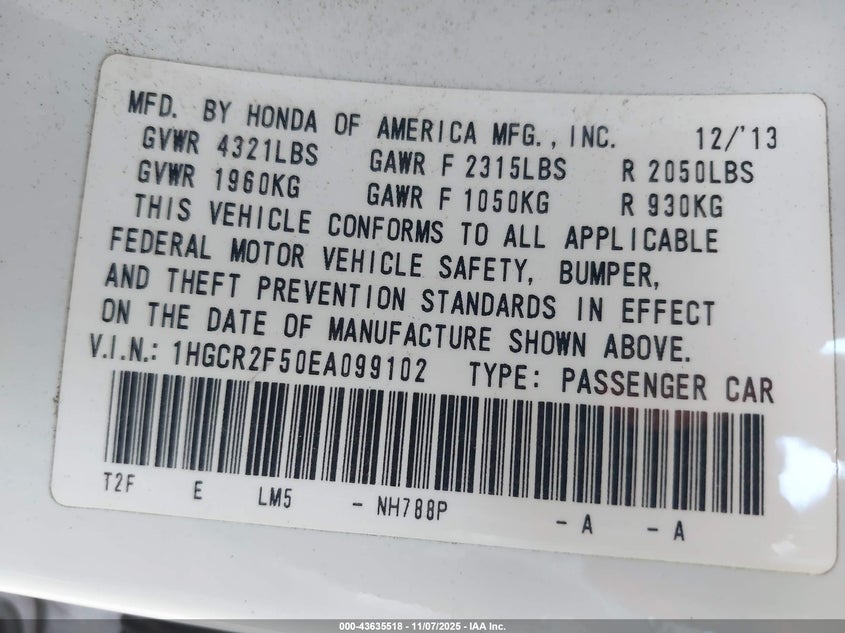 MFD. BY HONDA OF AMERICA MFG., INC. 12/'13
GVWR 4321LBS GAWR F 2315LBS R 2050LBS
GVWR 1960KG GAWR F 1050KG R 930KG
THIS VEHICLE CONFORMS TO ALL APPLICABLE
FEDERAL MOTOR VEHICLE SAFETY, BUMPER,
AND THEFT PREVENTION STANDARDS IN EFFECT
ON THE DATE OF MANUFACTURE SHOWN ABOVE.
V.I.N.: 1HGCR2F50EA099102 TYPE: PASSENGER CAR
T2F E LM5 - NH788P - A - A
000-43635518 - 11/07/2025 - IAA Inc.